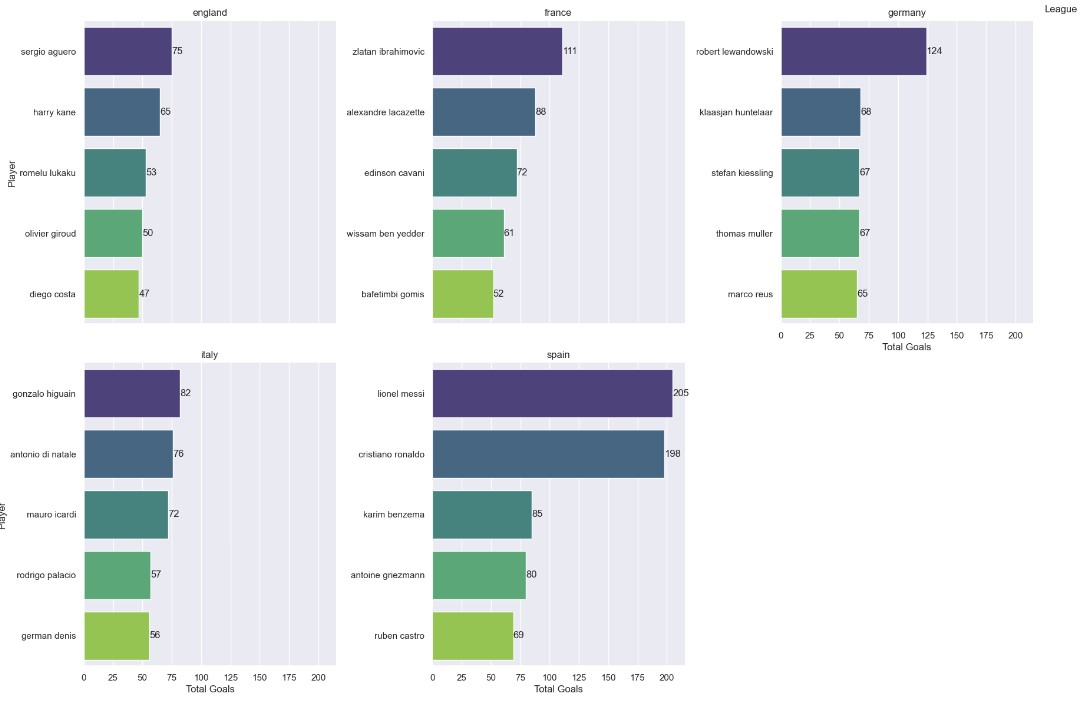 england
sergio aguero 75
harry kane 65
romelu lukaku 53
olivier giroud 50
diego costa 47
Player
france
zlatan ibrahimovic 111
alexandre lacazette 88
edinson cavani 72
wissam ben yedder 61
bafetimbi gomis 52
germany
robert lewandowski 124
klaasjan huntelaar 68
stefan kiessling 67
thomas muller 67
marco reus 65
0 25 50 75 100 125 150 175 200
Total Goals
League
italy
gonzalo higuain 82
antonio di natale 76
mauro icardi 72
rodrigo palacio 57
german denis 56
Player
0 25 50 75 100 125 150 175 200
Total Goals
spain
lionel messi 205
cristiano ronaldo 198
karim benzema 85
antoine griezmann 80
ruben castro 69
0 25 50 75 100 125 150 175 200
Total Goals